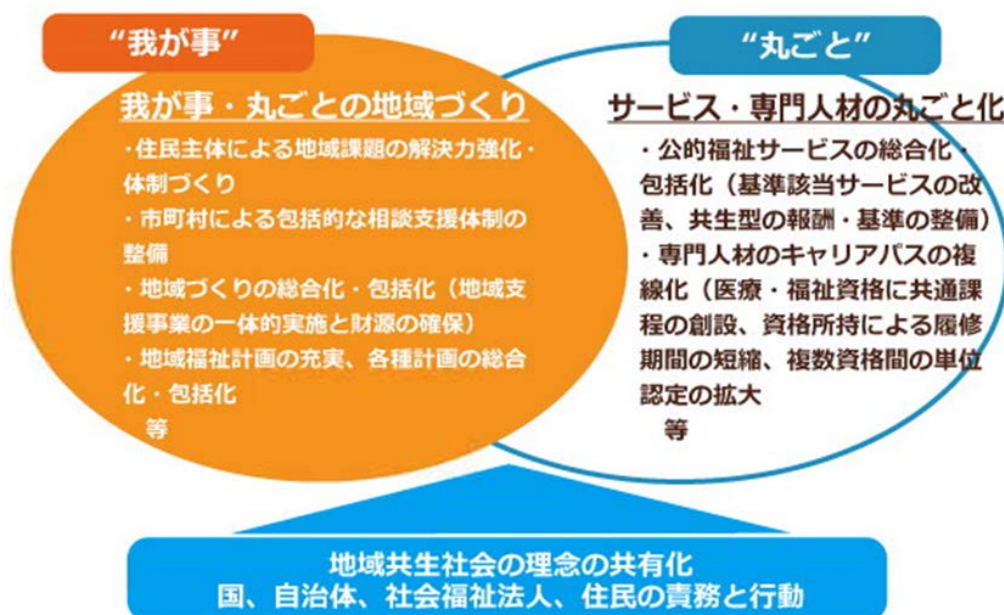 “我が事”
我が事・丸ごとの地域づくり
・住民主体による地域課題の解決力強化・
体制づくり
・市町村による包括的な相談支援体制の
整備
・地域づくりの総合化・包括化（地域支
援事業の一体的実施と財源の確保）
・地域福祉計画の充実、各種計画の総合
化・包括化
等
“丸ごと”
サービス・専門人材の丸ごと化
・公的福祉サービスの総合化・
包括化（基準該当サービスの改
善、共生型の報酬・基準の整備）
・専門人材のキャリアパスの複
線化（医療・福祉資格に共通課
程の創設、資格所持による履修
期間の短縮、複数資格間の単位
認定の拡大
等
地域共生社会の理念の共有化
国、自治体、社会福祉法人、住民の責務と行動